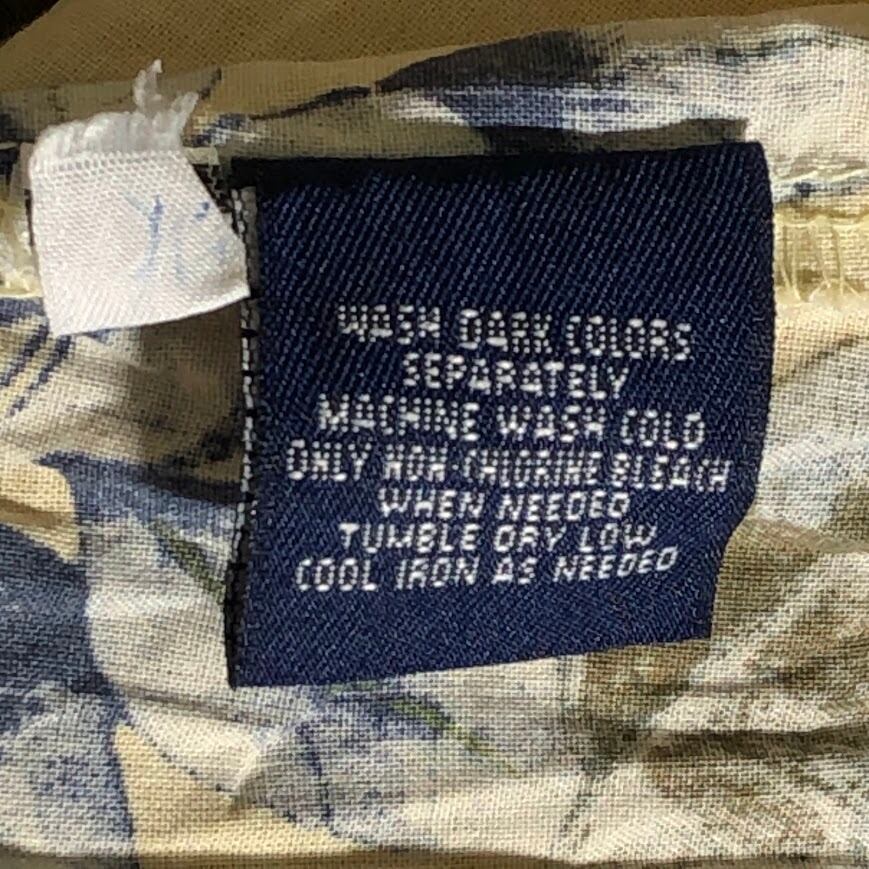 WASH DARK COLORS
SEPARATELY
MACHINE WASH COLD
ONLY NON-CHLORINE BLEACH
WHEN NEEDED
TUMBLE DRY LOW
COOL IRON AS NEEDED